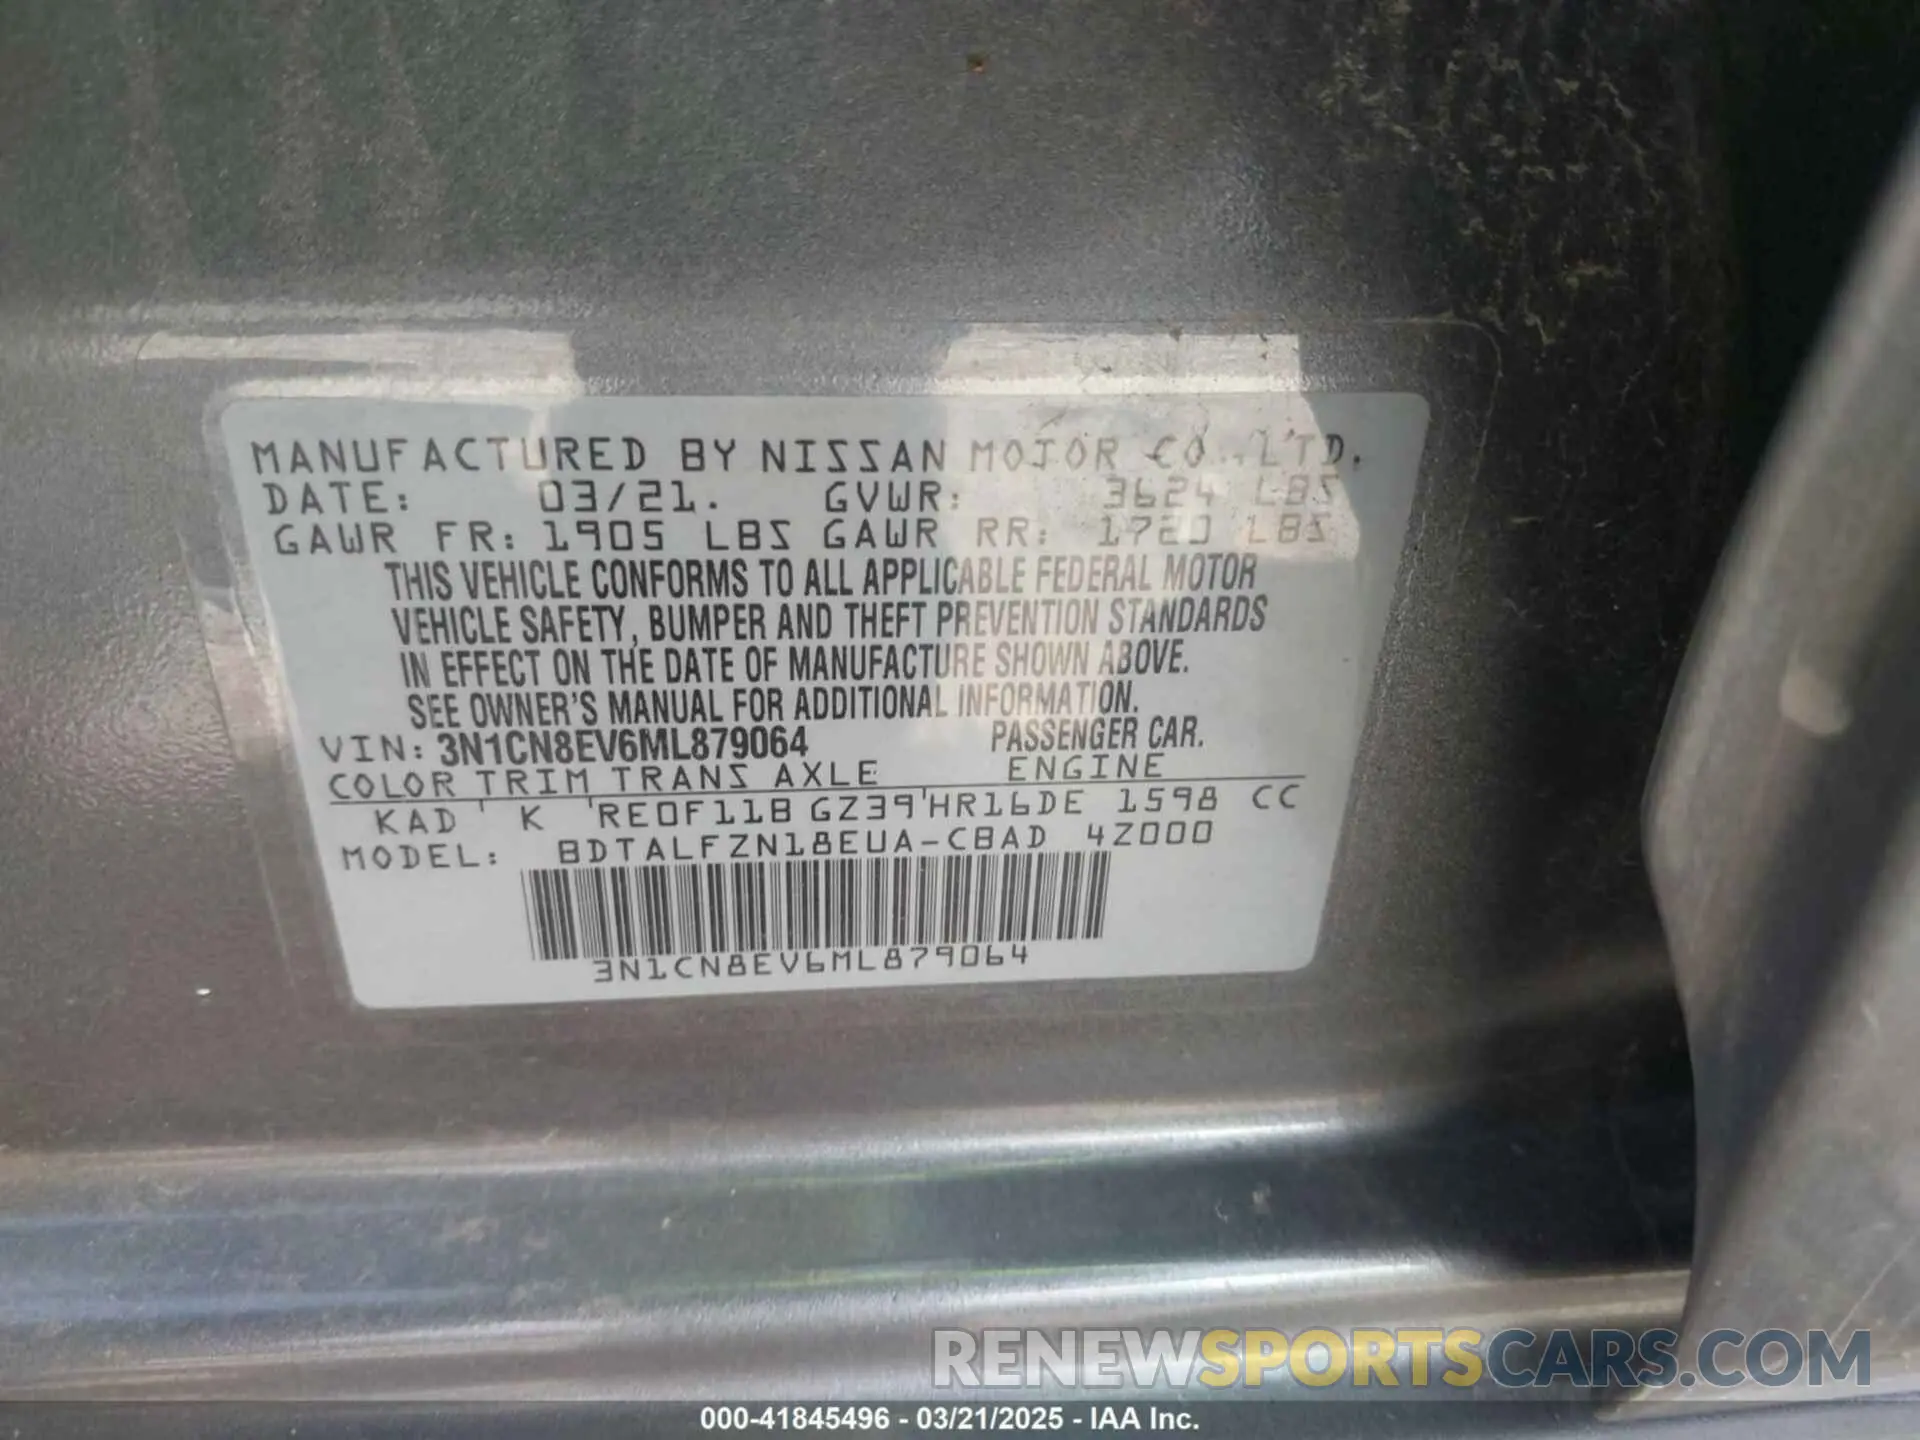 MANUFACTURED BY NISSAN MOTOR CO., LTD.
DATE: 03/21. GVWR: 3624 LBS
GAWR FR: 1905 LBS GAWR RR: 1720 LBS
THIS VEHICLE CONFORMS TO ALL APPLICABLE FEDERAL MOTOR
VEHICLE SAFETY, BUMPER AND THEFT PREVENTION STANDARDS
IN EFFECT ON THE DATE OF MANUFACTURE SHOWN ABOVE.
SEE OWNER'S MANUAL FOR ADDITIONAL INFORMATION.
VIN: 3N1CN8EV6ML879064 PASSENGER CAR.
COLOR TRIM TRANS AXLE ENGINE
KAD K RE0F11B GZ39 HR16DE 1598 CC
MODEL: BDTALFZN18EUA-CBAD 4Z000
3N1CN8EV6ML879064
RENEWSPORTSCARS.COM
000-41845496 - 03/21/2025 - IAA Inc.